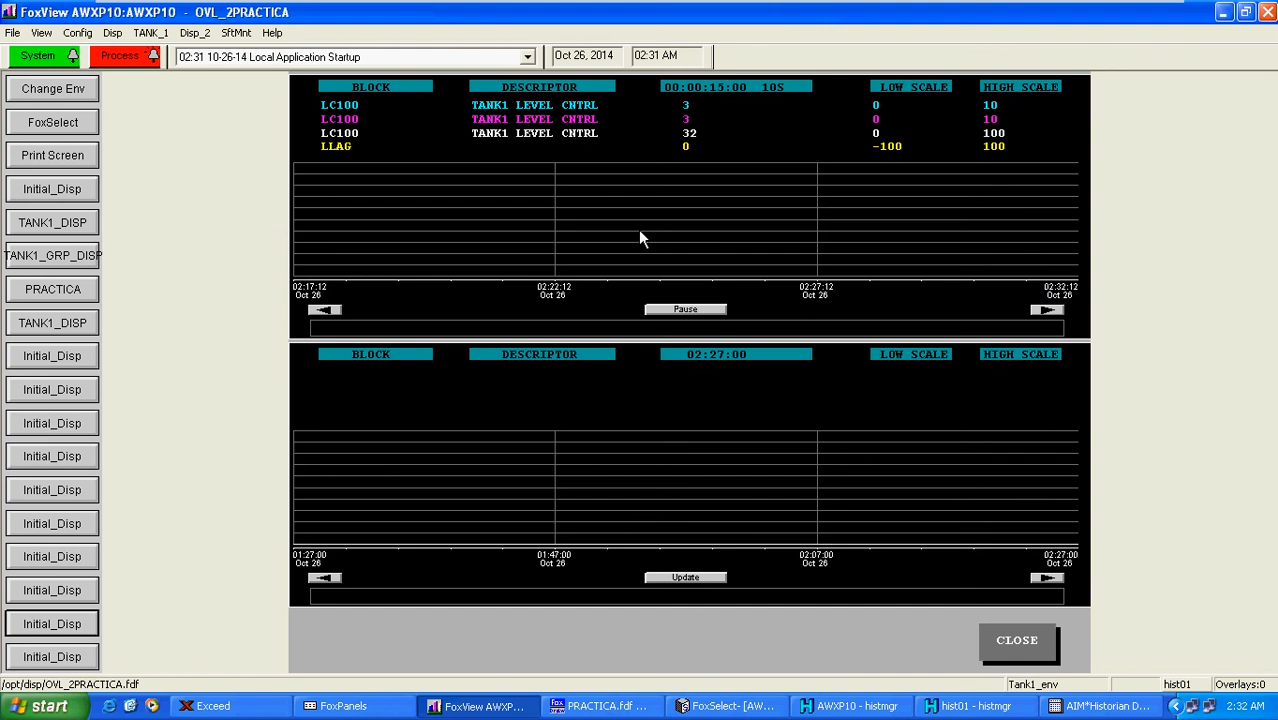 FoxView AWXP10:AWXP10 - OVL_2PRACTICA
File View Config Disp TANK_1 Disp_2 SftMnt Help
System Process 02:31 10-26-14 Local Application Startup Oct 26, 2014 02:31 AM
Change Env
FoxSelect
Print Screen
Initial_Disp
TANK1_DISP
TANK1_GRP_DISP
PRACTICA
TANK1_DISP
Initial_Disp
Initial_Disp
Initial_Disp
Initial_Disp
Initial_Disp
Initial_Disp
Initial_Disp
Initial_Disp
Initial_Disp
Initial_Disp
BLOCK DESCRIPTOR 00:00:15:00 10S LOW SCALE HIGH SCALE
LC100 TANK1 LEVEL CNTRL 3 0 10
LC100 TANK1 LEVEL CNTRL 3 0 10
LC100 TANK1 LEVEL CNTRL 32 0 100
LLAG 0 -100 100
02:17:12 02:22:12 02:27:12 02:32:12
Oct 26 Oct 26 Oct 26 Oct 26
Pause
BLOCK DESCRIPTOR 02:27:00 LOW SCALE HIGH SCALE
01:27:00 01:47:00 02:07:00 02:27:00
Oct 26 Oct 26 Oct 26 Oct 26
Update
CLOSE
/opt/disp/OVL_2PRACTICA.fdf Tank1_env hist01 Overlays:0
start Exceed FoxPanels FoxView AWXP... PRACTICA.fdf ... FoxSelect- [AW... AWXP10 - histmgr hist01 - histmgr AIM*Historian D... 2:32 AM